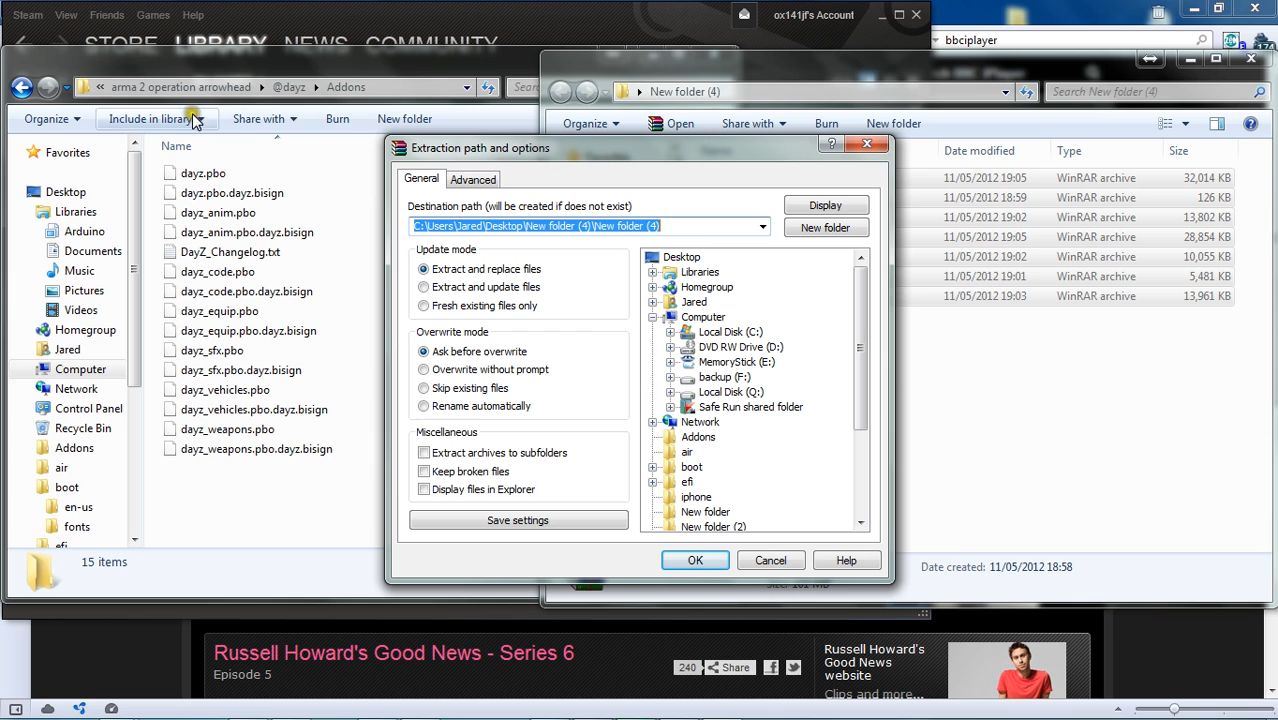 Steam View Friends Games Help
ox141jf's Account
STORE LIBRARY NEWS COMMUNITY
bbciplayer
174
« arma 2 operation arrowhead @dayz Addons
Sear
New folder (4)
Search New folder (4)
Organize Include in library Share with Burn New folder
Organize Open Share with Burn New folder
Favorites
Desktop
Libraries
Arduino
Documents
Music
Pictures
Videos
Homegroup
Jared
Computer
Network
Control Panel
Recycle Bin
Addons
air
boot
en-us
fonts
efi
Name
dayz.pbo
dayz.pbo.dayz.bisign
dayz_anim.pbo
dayz_anim.pbo.dayz.bisign
DayZ_Changelog.txt
dayz_code.pbo
dayz_code.pbo.dayz.bisign
dayz_equip.pbo
dayz_equip.pbo.dayz.bisign
dayz_sfx.pbo
dayz_sfx.pbo.dayz.bisign
dayz_vehicles.pbo
dayz_vehicles.pbo.dayz.bisign
dayz_weapons.pbo
dayz_weapons.pbo.dayz.bisign
15 items
Extraction path and options
General Advanced
Destination path (will be created if does not exist)
Display
C:\Users\Jared\Desktop\New folder (4)\New folder (4)
New folder
Update mode
Extract and replace files
Extract and update files
Fresh existing files only
Overwrite mode
Ask before overwrite
Overwrite without prompt
Skip existing files
Rename automatically
Miscellaneous
Extract archives to subfolders
Keep broken files
Display files in Explorer
Save settings
Desktop
Libraries
Homegroup
Jared
Computer
Local Disk (C:)
DVD RW Drive (D:)
MemoryStick (E:)
backup (F:)
Local Disk (Q:)
Safe Run shared folder
Network
Addons
air
boot
efi
iphone
New folder
New folder (2)
OK Cancel Help
Date modified Type Size
11/05/2012 19:05 WinRAR archive 32,014 KB
11/05/2012 18:59 WinRAR archive 126 KB
11/05/2012 19:02 WinRAR archive 13,802 KB
11/05/2012 19:05 WinRAR archive 28,854 KB
11/05/2012 19:02 WinRAR archive 10,055 KB
11/05/2012 19:01 WinRAR archive 5,481 KB
11/05/2012 19:03 WinRAR archive 13,961 KB
Date created: 11/05/2012 18:58
Russell Howard's Good News - Series 6
Episode 5
240 Share
Russell Howard's
Good News
website
Clips and more...